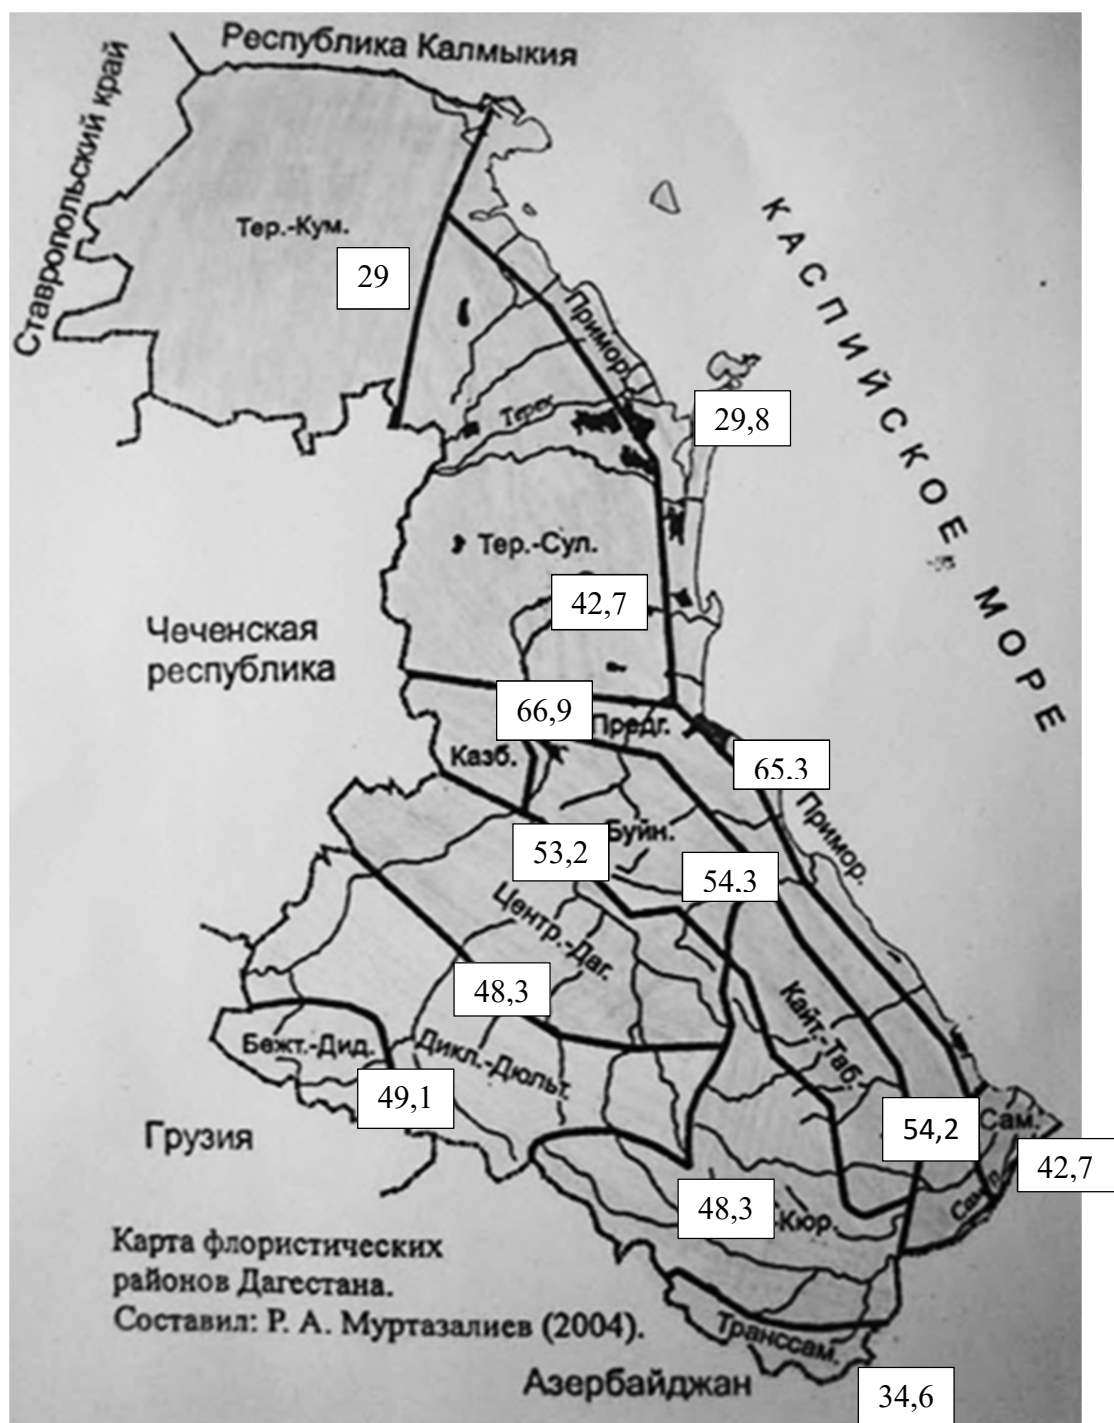 Республика Калмыкия
Ставропольский край
Тер.-Кум.
29
КАСПИЙСКОЕ МОРЕ
Примор.
Терек
29,8
Тер.-Сул.
42,7
Чеченская
республика
66,9
Предг.
Казб.
65,3
Примор.
Буйн.
53,2
54,3
Центр.-Даг.
48,3
Кайт.-Таб.
Бежт.-Дид.
Дикл.-Дюльт.
49,1
54,2
Сам.
42,7
Грузия
48,3
-Кюр.
Карта флористических
районов Дагестана.
Составил: Р. А. Муртазалиев (2004).
Транссам.
Азербайджан
34,6